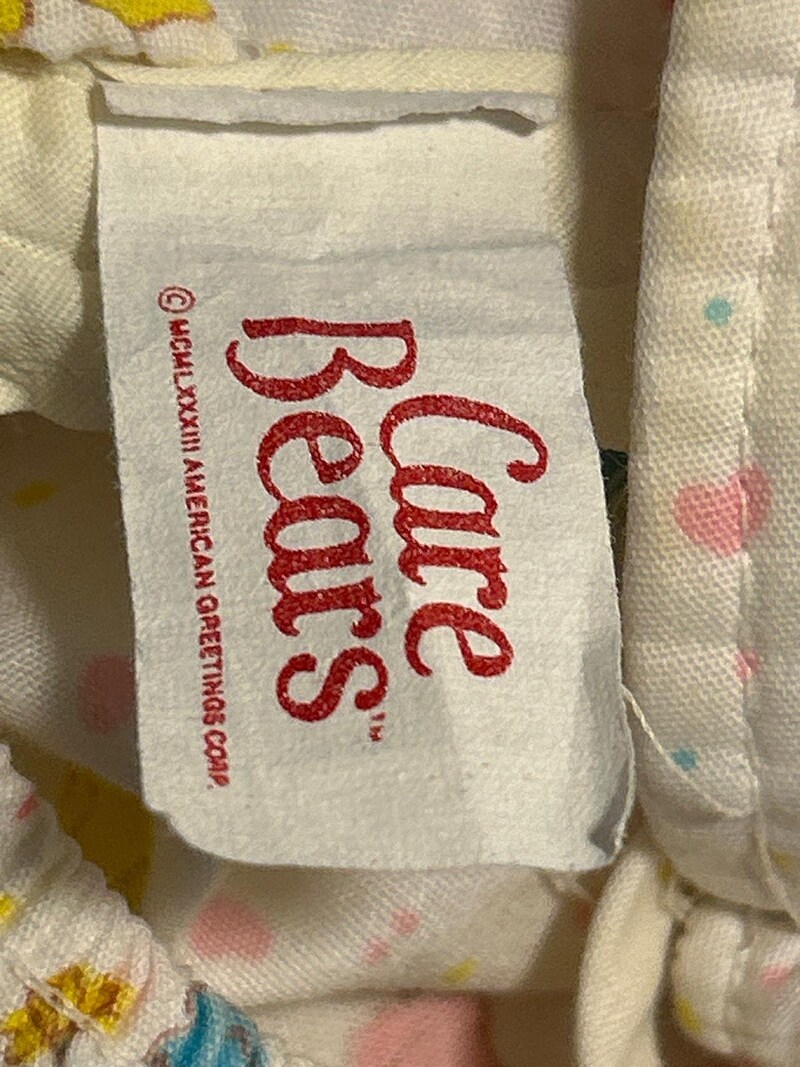 Care
Bears™
© MCMLXXXIII AMERICAN GREETINGS CORP.